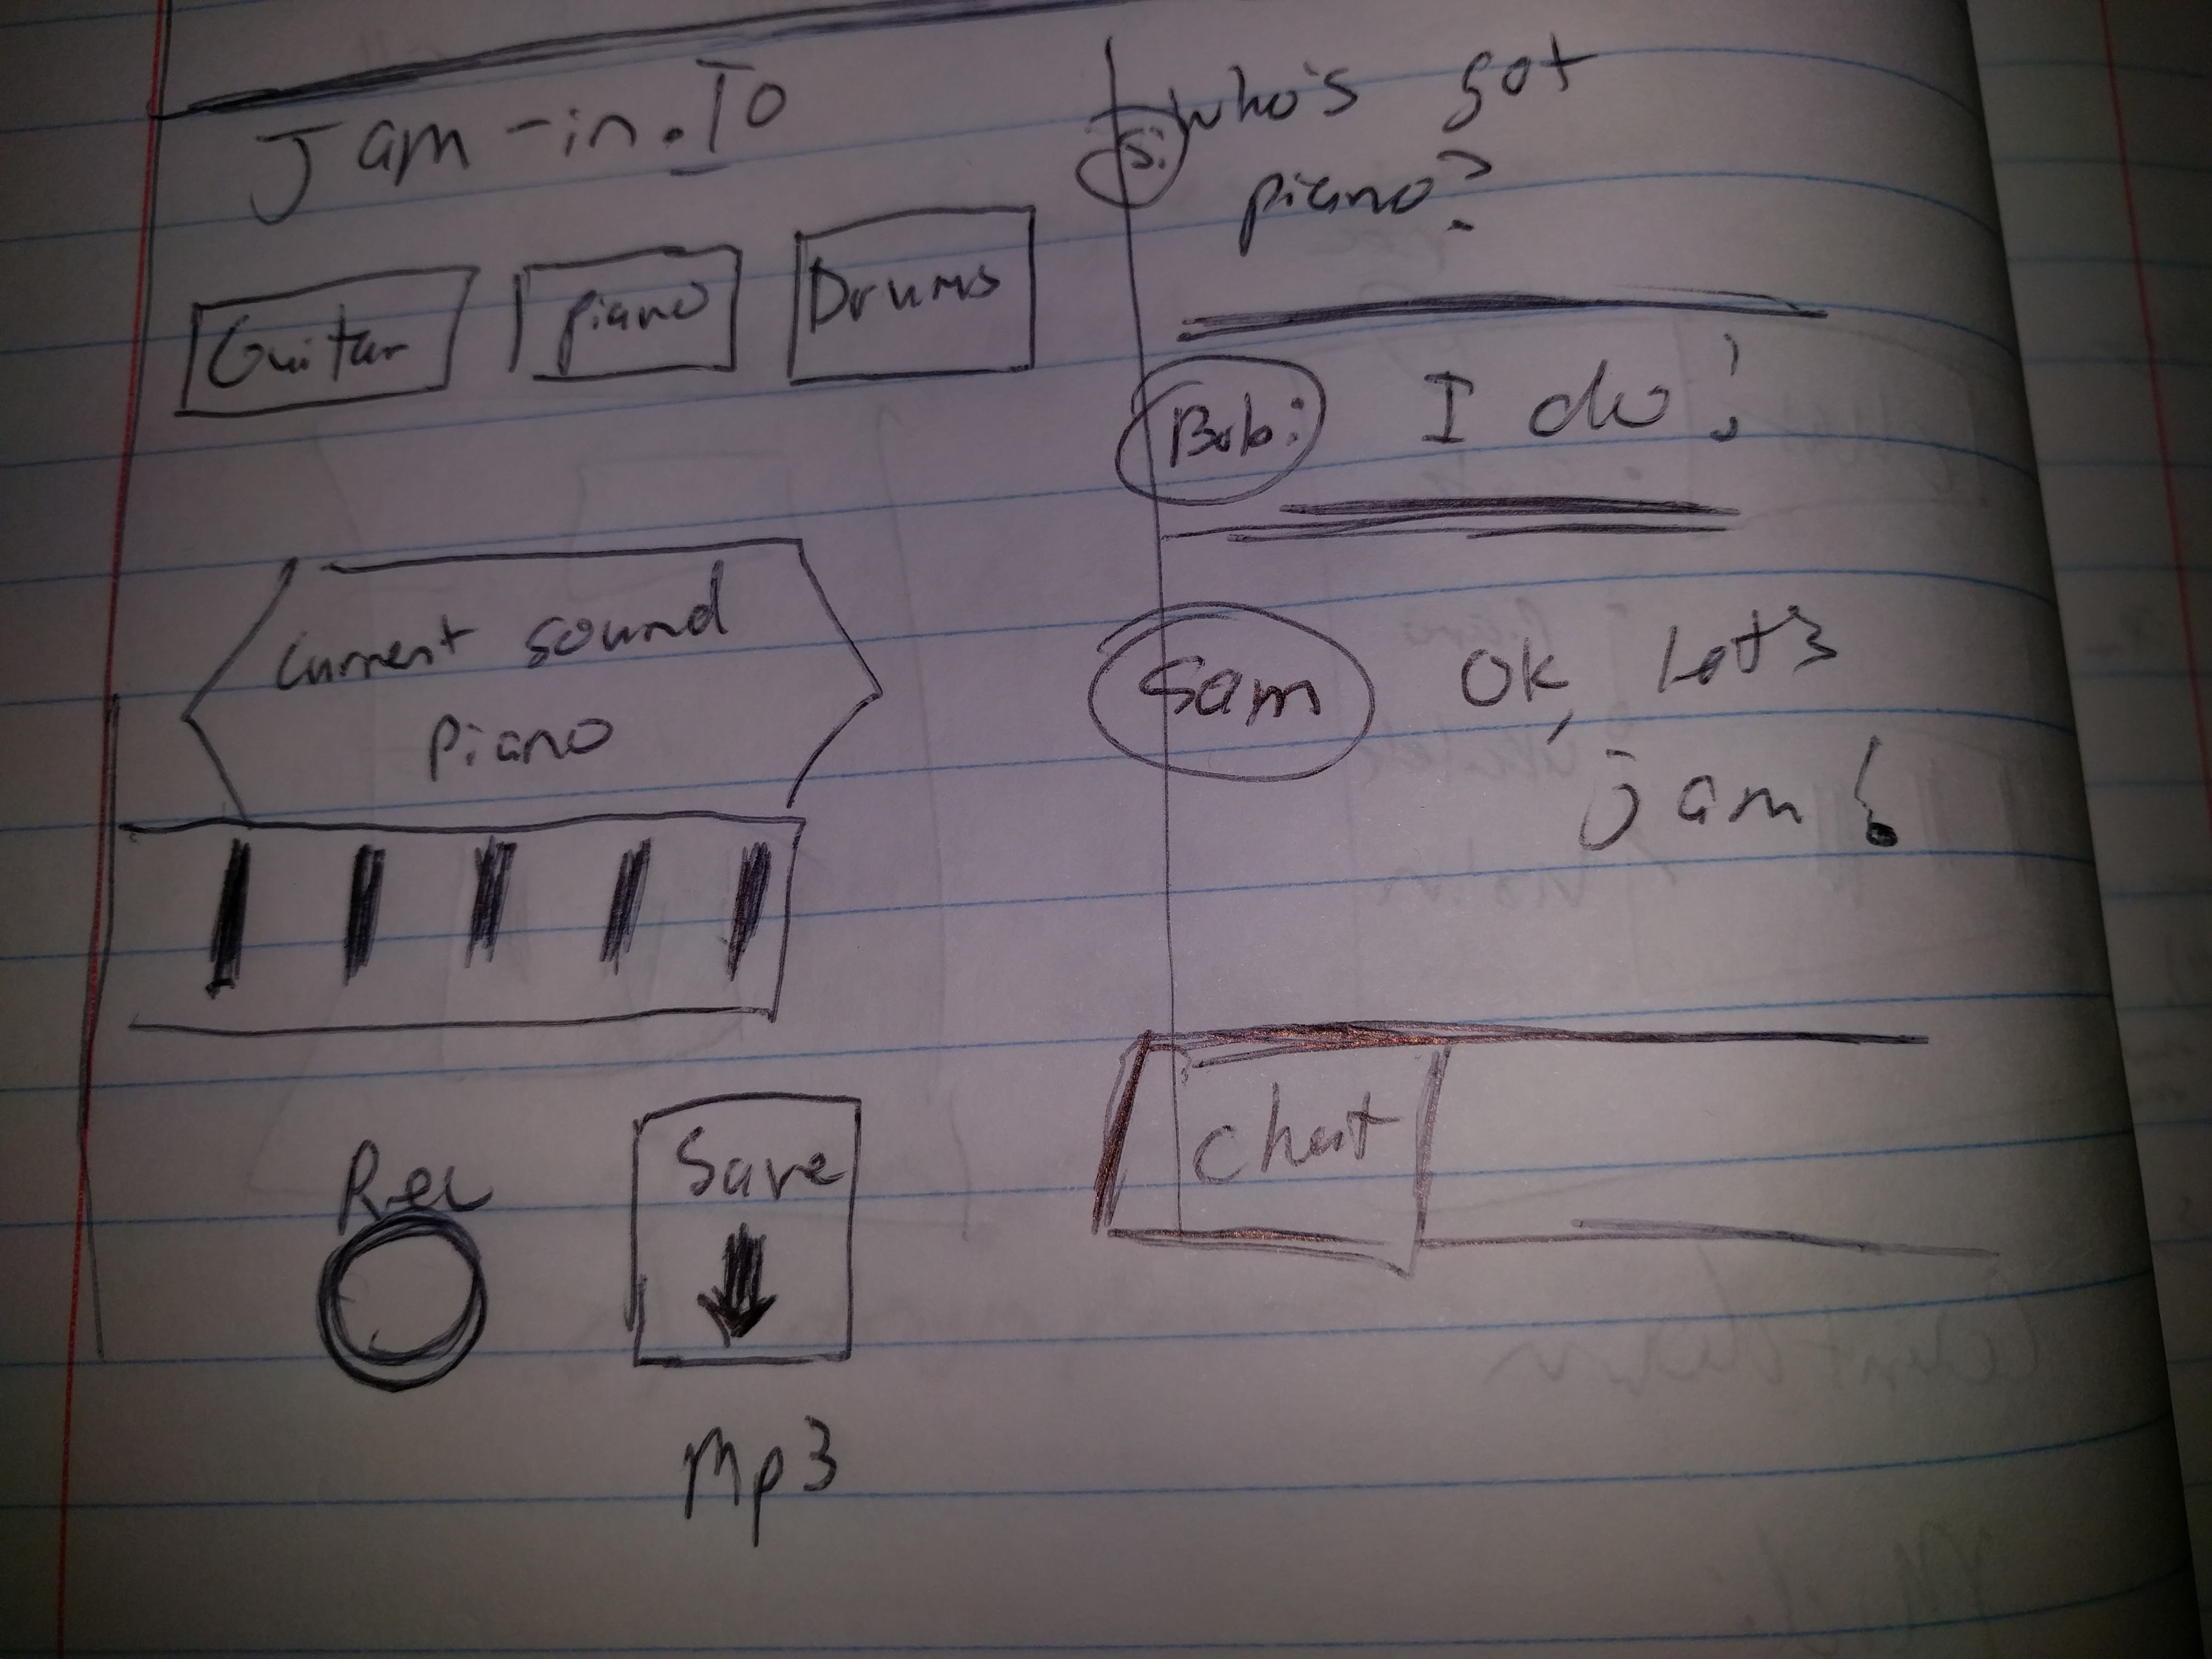 Jam-in.To
Guitar
Piano
Drums
Current sound
Piano
Rec
Save
Mp3
S: who's got
piano?
Bob: I do!
Sam OK, Let's
jam!
Chat